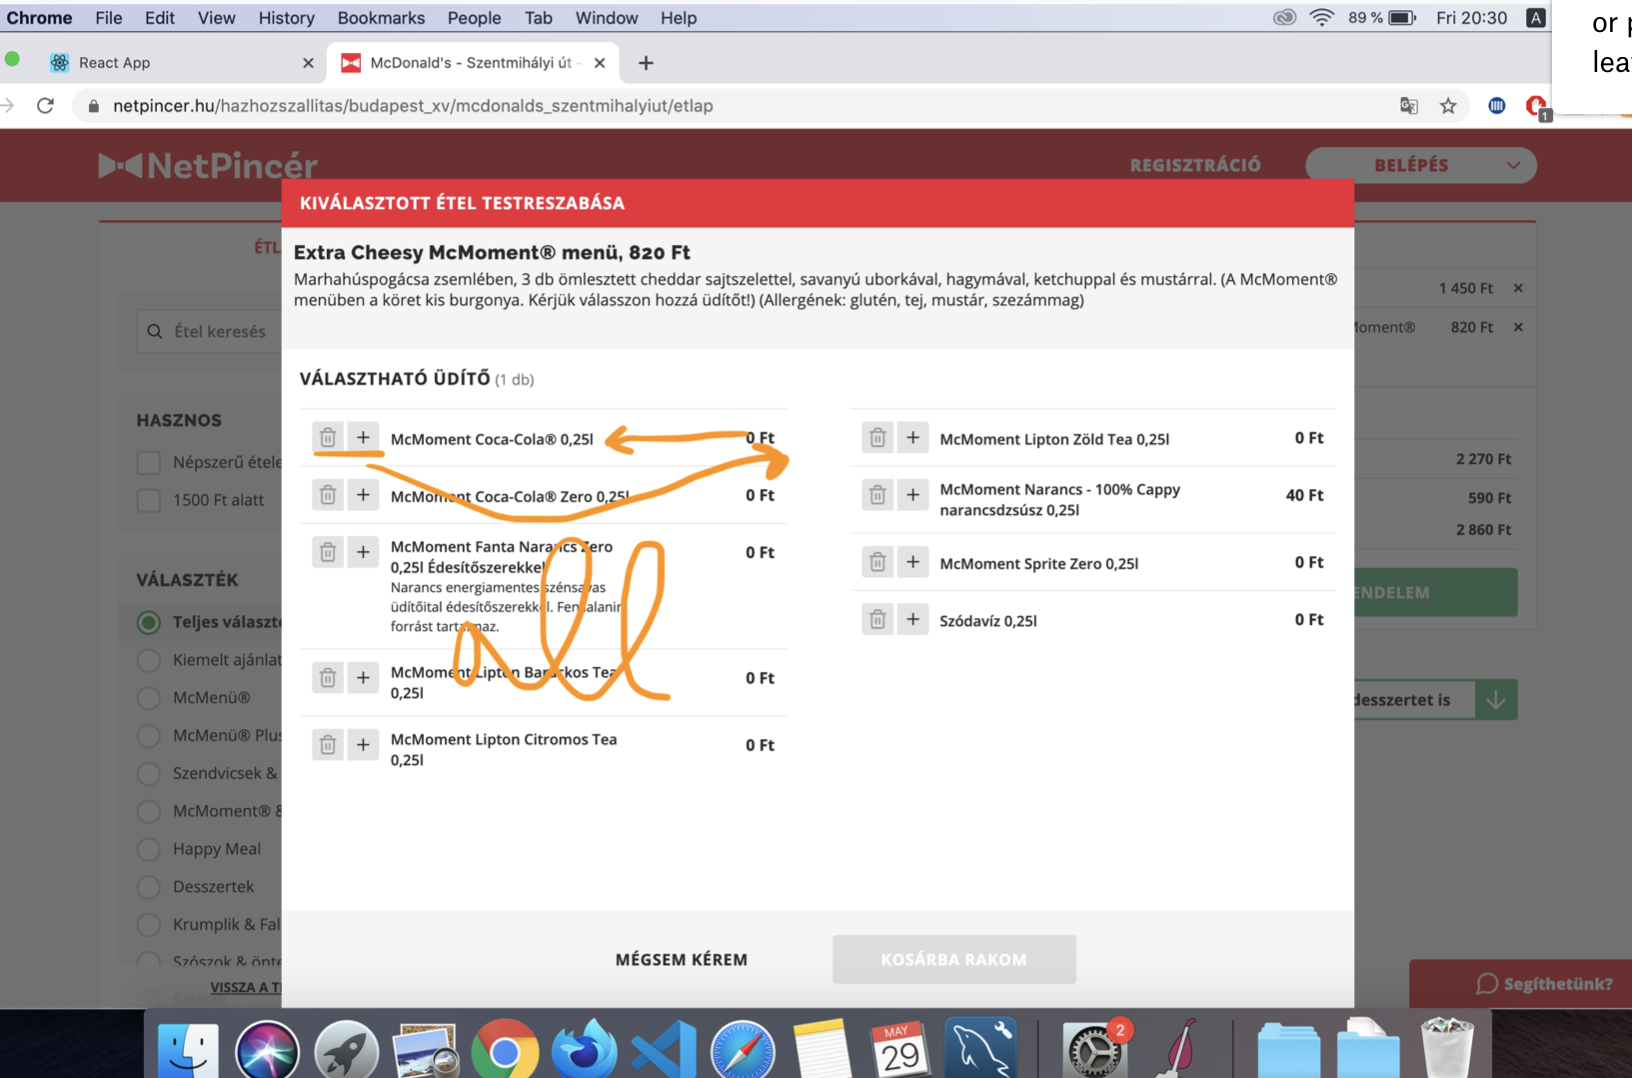 Chrome File Edit View History Bookmarks People Tab Window Help 89 % Fri 20:30 A
or
lea
React App
McDonald's - Szentmihályi út -
netpincer.hu/hazhozszallitas/budapest_xv/mcdonalds_szentmihalyiut/etlap
1
NetPincér
REGISZTRÁCIÓ
BELÉPÉS
KIVÁLASZTOTT ÉTEL TESTRESZABÁSA
Extra Cheesy McMoment® menü, 820 Ft
Marhahúspogácsa zsemlében, 3 db ömlesztett cheddar sajtszelettel, savanyú uborkával, hagymával, ketchuppal és mustárral. (A McMoment®
menüben a köret kis burgonya. Kérjük válasszon hozzá üdítőt!) (Allergének: glutén, tej, mustár, szezámmag)
VÁLASZTHATÓ ÜDÍTŐ (1 db)
McMoment Coca-Cola® 0,25l 0 Ft
McMoment Coca-Cola® Zero 0,25l 0 Ft
McMoment Fanta Narancs Zero
0,25l Édesítőszerekkel 0 Ft
Narancs energiamentes szénsavas
üdítőital édesítőszerekkel. Fenilalanin
forrást tartalmaz.
McMoment Lipton Barackos Tea
0,25l 0 Ft
McMoment Lipton Citromos Tea
0,25l 0 Ft
McMoment Lipton Zöld Tea 0,25l 0 Ft
McMoment Narancs - 100% Cappy
narancsdzsúsz 0,25l 40 Ft
McMoment Sprite Zero 0,25l 0 Ft
Szódavíz 0,25l 0 Ft
all
MÉGSEM KÉREM
KOSÁRBA RAKOM
ÉTL
Étel keresés
HASZNOS
Népszerű étele
1500 Ft alatt
VÁLASZTÉK
Teljes választé
Kiemelt ajánlat
McMenü®
McMenü® Plus
Szendvicsek &
McMoment® &
Happy Meal
Desszertek
Krumplik & Fal
Szószok & önte
VISSZA A T
1 450 Ft
Moment® 820 Ft
2 270 Ft
590 Ft
2 860 Ft
ENDELEM
desszertet is
Segíthetünk?
MAY
29
2